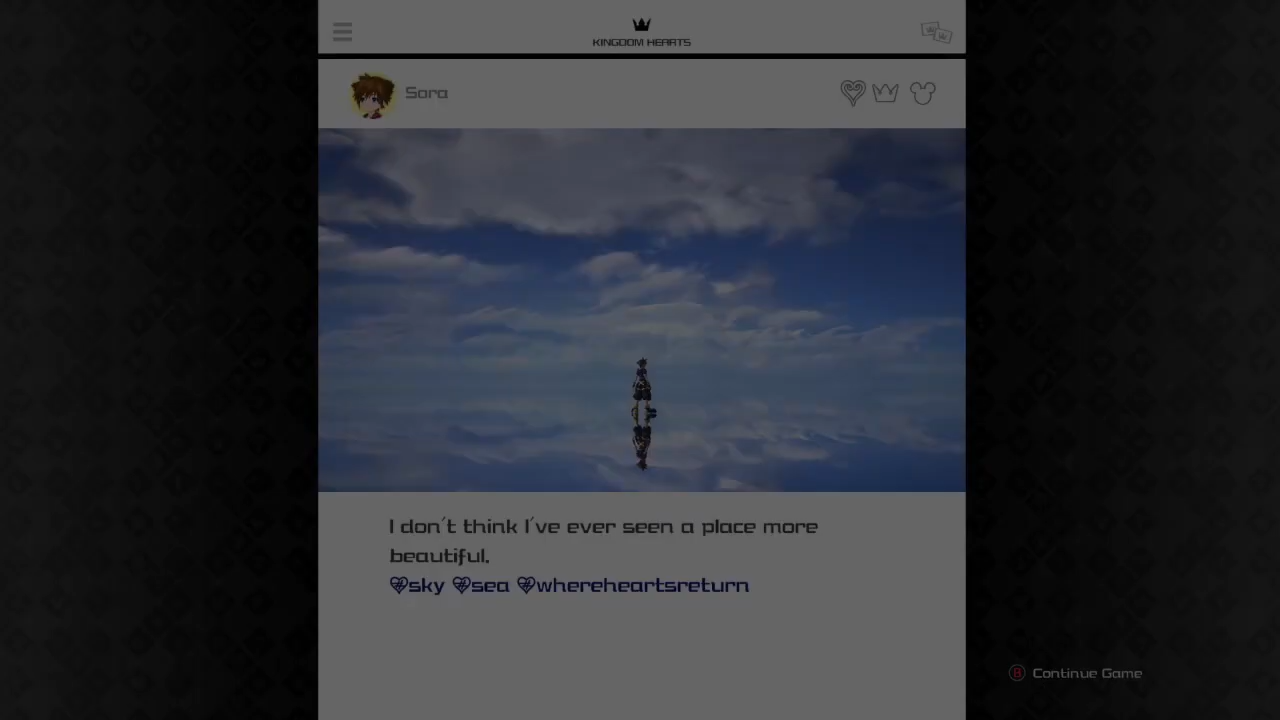 KINGDOM HEARTS
Sora
I don't think I've ever seen a place more
beautiful.
sky sea whereheartsreturn
B Continue Game